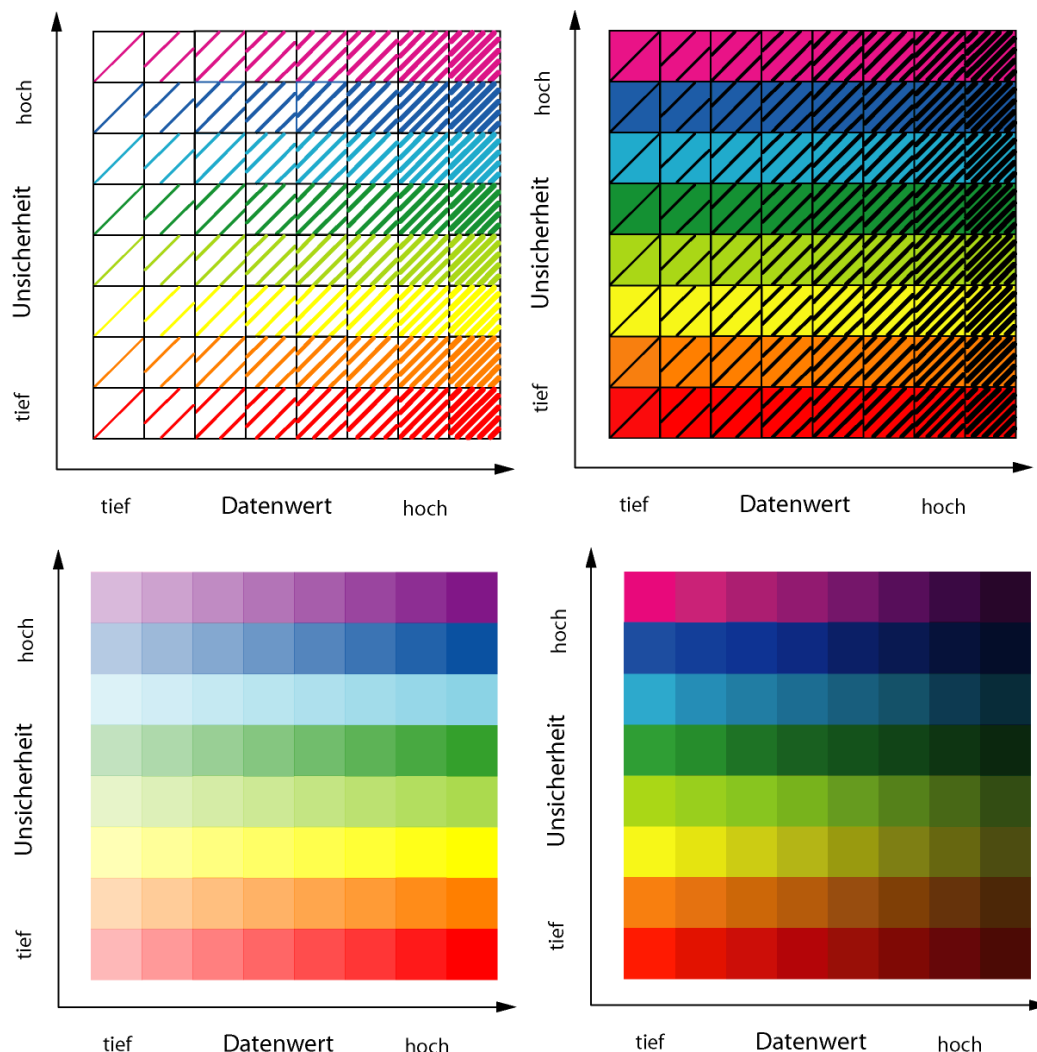 hoch
Unsicherheit
tief
tief Datenwert hoch
hoch
Unsicherheit
tief
tief Datenwert hoch
hoch
Unsicherheit
tief
tief Datenwert hoch
hoch
Unsicherheit
tief
tief Datenwert hoch